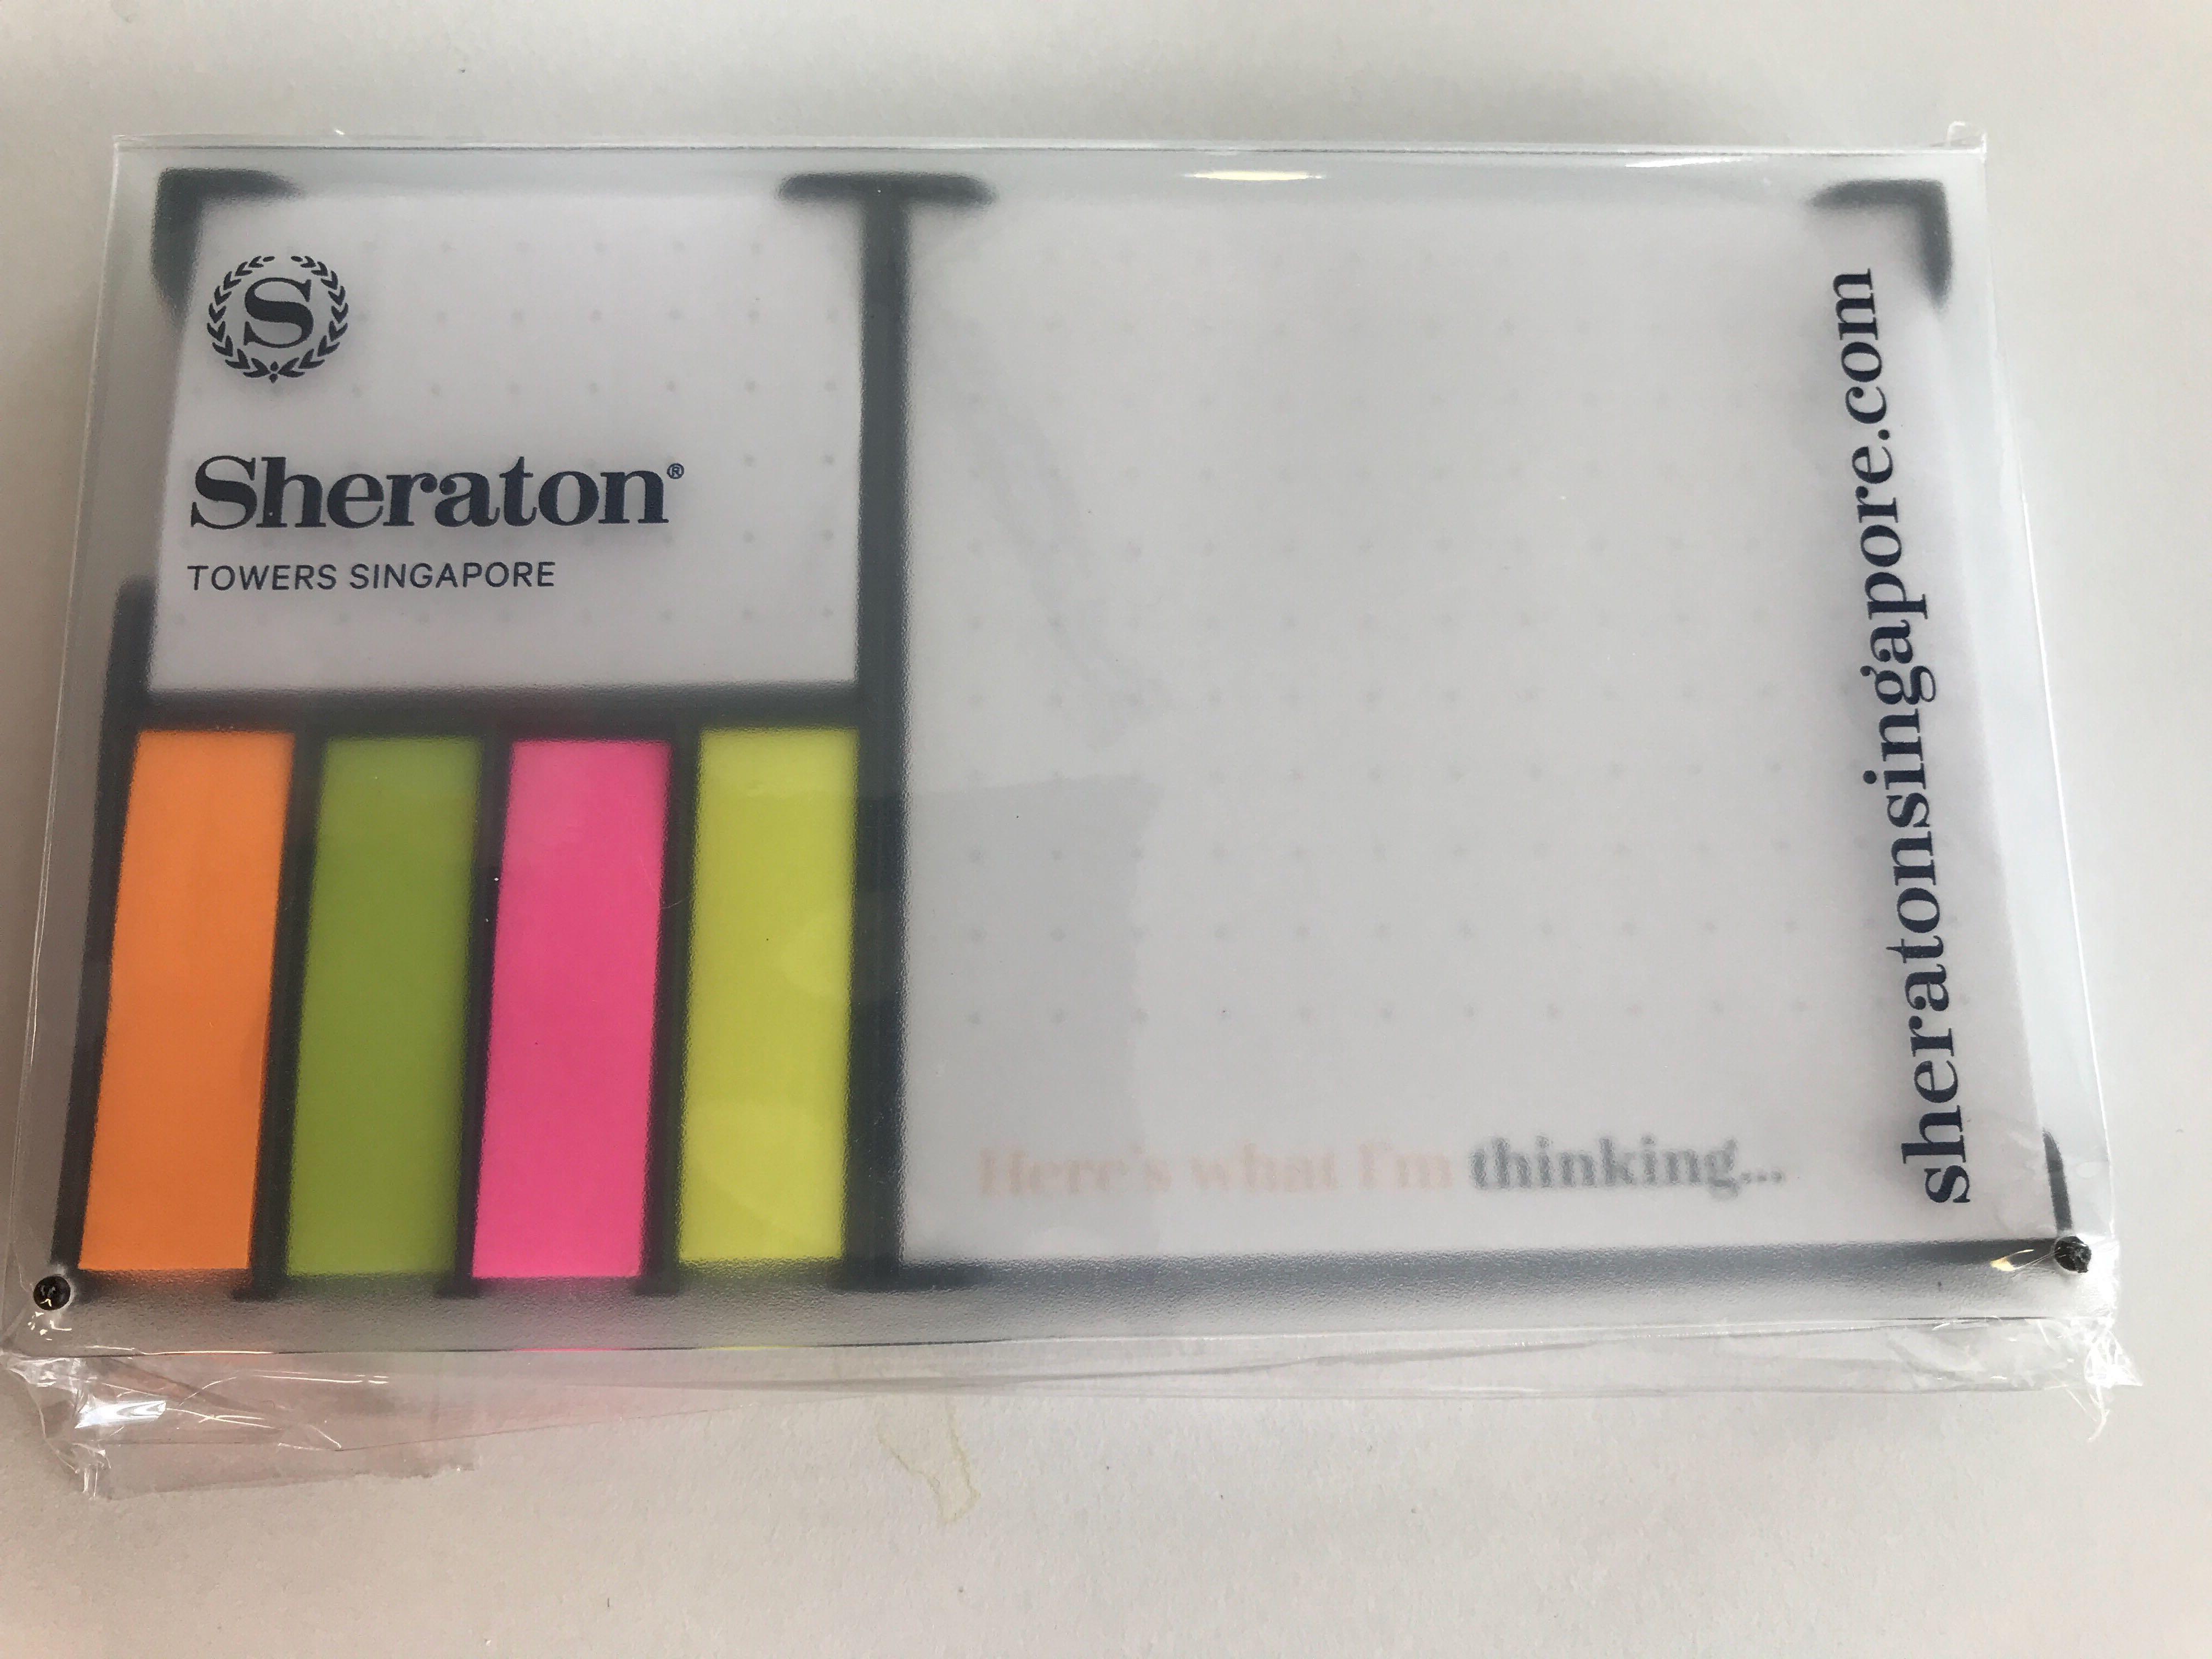 S
Sheraton®
TOWERS SINGAPORE
Here's what I'm thinking...
sheratonsingapore.com